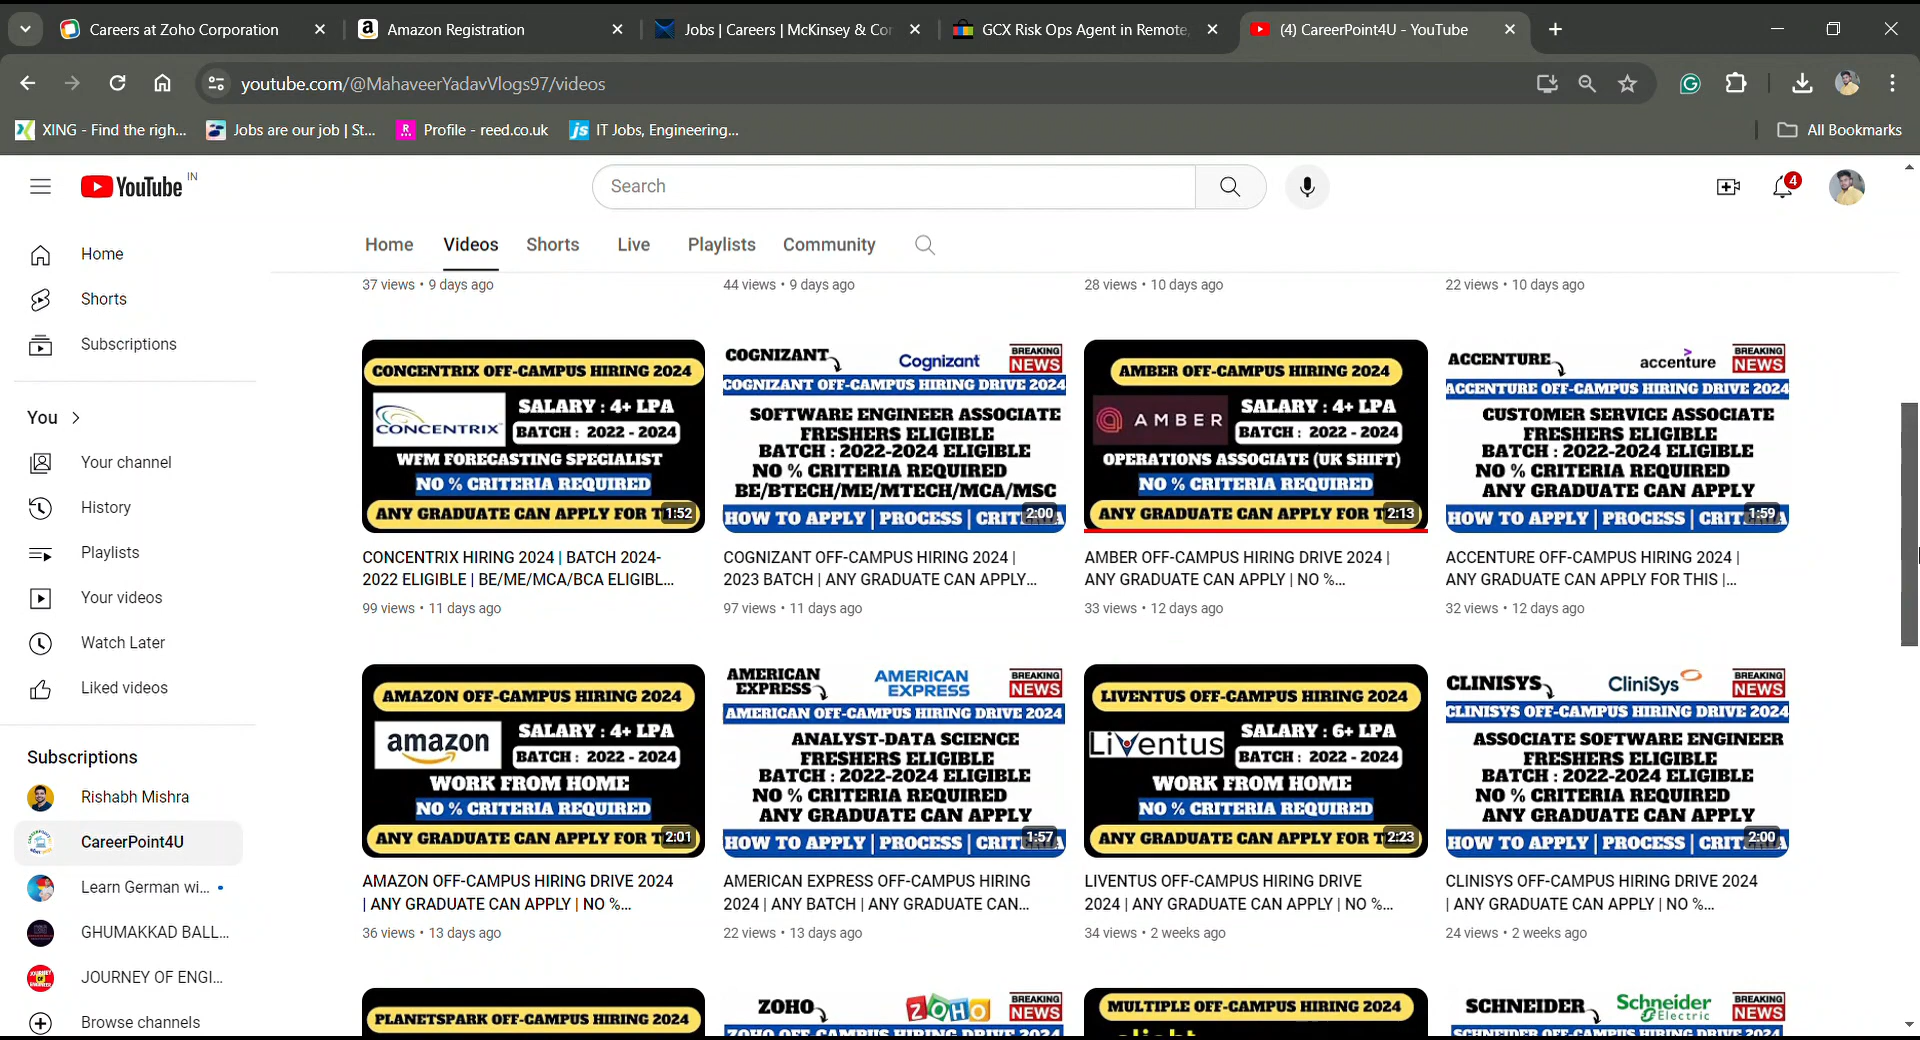 Careers at Zoho Corporation
Amazon Registration
Jobs | Careers | McKinsey & Cor
GCX Risk Ops Agent in Remote,
(4) CareerPoint4U - YouTube
youtube.com/@MahaveerYadavVlogs97/videos
XING - Find the righ...
Jobs are our job | St...
Profile - reed.co.uk
IT Jobs, Engineering...
All Bookmarks
YouTube IN
Search
4
Home
Videos
Shorts
Live
Playlists
Community
Home
Shorts
Subscriptions
You
Your channel
History
Playlists
Your videos
Watch Later
Liked videos
Subscriptions
Rishabh Mishra
CareerPoint4U
Learn German wi...
GHUMAKKAD BALL...
JOURNEY OF ENGI...
Browse channels
37 views • 9 days ago
44 views • 9 days ago
28 views • 10 days ago
22 views • 10 days ago
CONCENTRIX OFF-CAMPUS HIRING 2024
CONCENTRIX
SALARY : 4+ LPA
BATCH : 2022 - 2024
WFM FORECASTING SPECIALIST
NO % CRITERIA REQUIRED
ANY GRADUATE CAN APPLY FOR T
1:52
CONCENTRIX HIRING 2024 | BATCH 2024-
2022 ELIGIBLE | BE/ME/MCA/BCA ELIGIBL...
99 views • 11 days ago
COGNIZANT
Cognizant
BREAKING
NEWS
COGNIZANT OFF-CAMPUS HIRING DRIVE 2024
SOFTWARE ENGINEER ASSOCIATE
FRESHERS ELIGIBLE
BATCH : 2022-2024 ELIGIBLE
NO % CRITERIA REQUIRED
BE/BTECH/ME/MTECH/MCA/MSC
HOW TO APPLY | PROCESS | CRIT
2:00
COGNIZANT OFF-CAMPUS HIRING 2024 |
2023 BATCH | ANY GRADUATE CAN APPLY...
97 views • 11 days ago
AMBER OFF-CAMPUS HIRING 2024
AMBER
SALARY : 4+ LPA
BATCH : 2022 - 2024
OPERATIONS ASSOCIATE (UK SHIFT)
NO % CRITERIA REQUIRED
ANY GRADUATE CAN APPLY FOR T
2:13
AMBER OFF-CAMPUS HIRING DRIVE 2024 |
ANY GRADUATE CAN APPLY | NO %...
33 views • 12 days ago
ACCENTURE
accenture
BREAKING
NEWS
ACCENTURE OFF-CAMPUS HIRING DRIVE 2024
CUSTOMER SERVICE ASSOCIATE
FRESHERS ELIGIBLE
BATCH : 2022-2024 ELIGIBLE
NO % CRITERIA REQUIRED
ANY GRADUATE CAN APPLY
HOW TO APPLY | PROCESS | CRIT
1:59
ACCENTURE OFF-CAMPUS HIRING 2024 |
ANY GRADUATE CAN APPLY FOR THIS |...
32 views • 12 days ago
AMAZON OFF-CAMPUS HIRING 2024
amazon
SALARY : 4+ LPA
BATCH : 2022 - 2024
WORK FROM HOME
NO % CRITERIA REQUIRED
ANY GRADUATE CAN APPLY FOR T
2:01
AMAZON OFF-CAMPUS HIRING DRIVE 2024
| ANY GRADUATE CAN APPLY | NO %...
36 views • 13 days ago
AMERICAN
EXPRESS
AMERICAN
EXPRESS
BREAKING
NEWS
AMERICAN OFF-CAMPUS HIRING DRIVE 2024
ANALYST-DATA SCIENCE
FRESHERS ELIGIBLE
BATCH : 2022-2024 ELIGIBLE
NO % CRITERIA REQUIRED
ANY GRADUATE CAN APPLY
HOW TO APPLY | PROCESS | CRIT
1:57
AMERICAN EXPRESS OFF-CAMPUS HIRING
2024 | ANY BATCH | ANY GRADUATE CAN...
22 views • 13 days ago
LIVENTUS OFF-CAMPUS HIRING 2024
Liventus
SALARY : 6+ LPA
BATCH : 2022 - 2024
WORK FROM HOME
NO % CRITERIA REQUIRED
ANY GRADUATE CAN APPLY FOR T
2:23
LIVENTUS OFF-CAMPUS HIRING DRIVE
2024 | ANY GRADUATE CAN APPLY | NO %...
34 views • 2 weeks ago
CLINISYS
CliniSys
BREAKING
NEWS
CLINISYS OFF-CAMPUS HIRING DRIVE 2024
ASSOCIATE SOFTWARE ENGINEER
FRESHERS ELIGIBLE
BATCH : 2022-2024 ELIGIBLE
NO % CRITERIA REQUIRED
ANY GRADUATE CAN APPLY
HOW TO APPLY | PROCESS | CRIT
2:00
CLINISYS OFF-CAMPUS HIRING DRIVE 2024
| ANY GRADUATE CAN APPLY | NO %...
24 views • 2 weeks ago
PLANETSPARK OFF-CAMPUS HIRING 2024
ZOHO
ZOHO
BREAKING
NEWS
ZOHO OFF-CAMPUS HIRING DRIVE 2024
MULTIPLE OFF-CAMPUS HIRING 2024
SCHNEIDER
Schneider
Electric
BREAKING
NEWS
SCHNEIDER OFF-CAMPUS HIRING DRIVE 2024